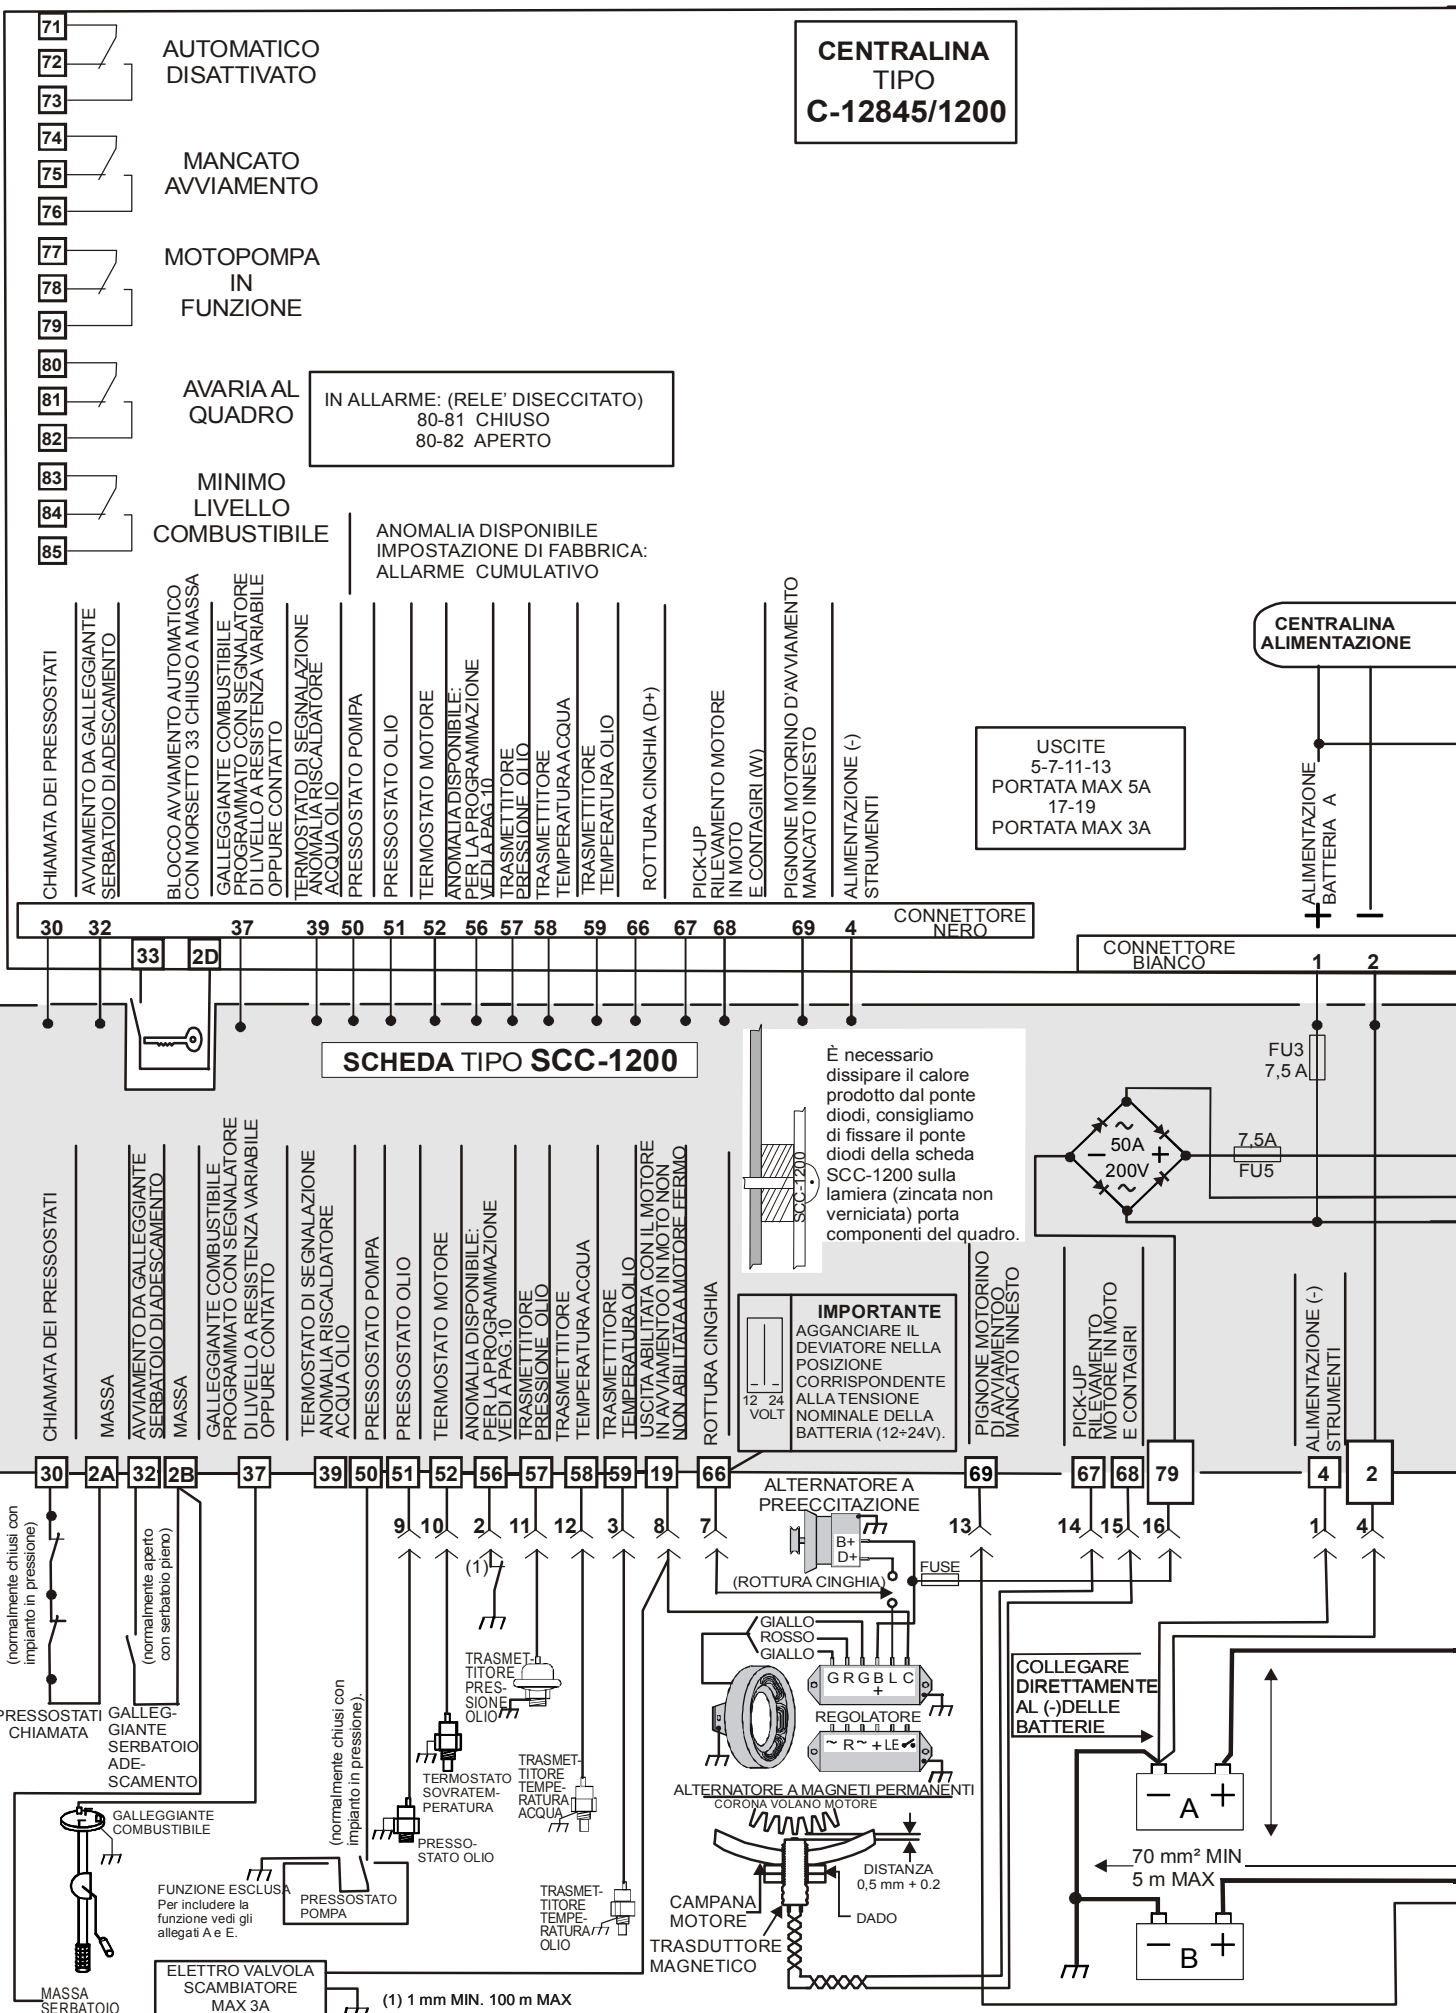 71
72
73
AUTOMATICO
DISATTIVATO
74
75
76
MANCATO
AVVIAMENTO
77
78
79
MOTOPOMPA
IN
FUNZIONE
80
81
82
AVARIA AL
QUADRO
IN ALLARME: (RELE' DISECCITATO)
80-81 CHIUSO
80-82 APERTO
83
84
85
MINIMO
LIVELLO
COMBUSTIBILE
ANOMALIA DISPONIBILE
IMPOSTAZIONE DI FABBRICA:
ALLARME CUMULATIVO
CENTRALINA
TIPO
C-12845/1200
CENTRALINA
ALIMENTAZIONE
USCITE
5-7-11-13
PORTATA MAX 5A
17-19
PORTATA MAX 3A
ALIMENTAZIONE
BATTERIA A
+ −
CHIAMATA DEI PRESSOSTATI
AVVIAMENTO DA GALLEGGIANTE
SERBATOIO DI ADESCAMENTO
BLOCCO AVVIAMENTO AUTOMATICO
CON MORSETTO 33 CHIUSO A MASSA
GALLEGGIANTE COMBUSTIBILE
PROGRAMMATO CON SEGNALATORE
DI LIVELLO A RESISTENZA VARIABILE
OPPURE CONTATTO
TERMOSTATO DI SEGNALAZIONE
ANOMALIA RISCALDATORE
ACQUA OLIO
PRESSOSTATO POMPA
PRESSOSTATO OLIO
TERMOSTATO MOTORE
ANOMALIA DISPONIBILE:
PER LA PROGRAMMAZIONE
VEDI A PAG 10
TRASMETTITORE
PRESSIONE OLIO
TRASMETTITORE
TEMPERATURA ACQUA
TRASMETTITORE
TEMPERATURA OLIO
ROTTURA CINGHIA (D+)
PICK-UP
RILEVAMENTO MOTORE
IN MOTO
E CONTAGIRI (W)
PIGNONE MOTORINO D'AVVIAMENTO
MANCATO INNESTO
ALIMENTAZIONE (-)
STRUMENTI
30 32 37 39 50 51 52 56 57 58 59 66 67 68 69 4
CONNETTORE
NERO
33 2D
CONNETTORE
BIANCO
1 2
SCHEDA TIPO SCC-1200
SCC-1200
È necessario
dissipare il calore
prodotto dal ponte
diodi, consigliamo
di fissare il ponte
diodi della scheda
SCC-1200 sulla
lamiera (zincata non
verniciata) porta
componenti del quadro.
FU3
7,5 A
~
50A
− +
200V
~
7,5A
FU5
CHIAMATA DEI PRESSOSTATI
MASSA
AVVIAMENTO DA GALLEGGIANTE
SERBATOIO DI ADESCAMENTO
MASSA
GALLEGGIANTE COMBUSTIBILE
PROGRAMMATO CON SEGNALATORE
DI LIVELLO A RESISTENZA VARIABILE
OPPURE CONTATTO
TERMOSTATO DI SEGNALAZIONE
ANOMALIA RISCALDATORE
ACQUA OLIO
PRESSOSTATO POMPA
PRESSOSTATO OLIO
TERMOSTATO MOTORE
ANOMALIA DISPONIBILE:
PER LA PROGRAMMAZIONE
VEDI A PAG.10
TRASMETTITORE
PRESSIONE OLIO
TRASMETTITORE
TEMPERATURA ACQUA
TRASMETTITORE
TEMPERATURA OLIO
USCITA ABILITATA CON IL MOTORE
IN AVVIAMENTOO IN MOTO NON
NON ABILITATA A MOTORE FERMO
ROTTURA CINGHIA
12 24
VOLT
IMPORTANTE
AGGANCIARE IL
DEVIATORE NELLA
POSIZIONE
CORRISPONDENTE
ALLA TENSIONE
NOMINALE DELLA
BATTERIA (12÷24V).
PIGNONE MOTORINO
DI AVVIAMENTOO
MANCATO INNESTO
PICK-UP
RILEVAMENTO
MOTORE IN MOTO
E CONTAGIRI
ALIMENTAZIONE (-)
STRUMENTI
30 2A 32 2B 37 39 50 51 52 56 57 58 59 19 66 69 67 68 79 4 2
9 10 2 11 12 3 8 7 13 14 15 16 1 4
(1)
(normalmente chiusi con
impianto in pressione)
(normalmente aperto
con serbatoio pieno)
PRESSOSTATI
CHIAMATA
GALLEG-
GIANTE
SERBATOIO
ADE-
SCAMENTO
GALLEGGIANTE
COMBUSTIBILE
MASSA
SERBATOIO
(normalmente chiusi con
impianto in pressione).
FUNZIONE ESCLUSA
Per includere la
funzione vedi gli
allegati A e E.
PRESSOSTATO
POMPA
PRESSO-
STATO OLIO
TERMOSTATO
SOVRATEM-
PERATURA
TRASMET-
TITORE
PRES-
SIONE
OLIO
TRASMET-
TITORE
TEMPE-
RATURA
ACQUA
TRASMET-
TITORE
TEMPE-
RATURA
OLIO
ELETTRO VALVOLA
SCAMBIATORE
MAX 3A
(1) 1 mm MIN. 100 m MAX
ALTERNATORE A
PREECCITAZIONE
B+
D+
(ROTTURA CINGHIA)
FUSE
GIALLO
ROSSO
GIALLO
G R G B L C
+
REGOLATORE
~ R ~ + LE
ALTERNATORE A MAGNETI PERMANENTI
CORONA VOLANO MOTORE
DISTANZA
0,5 mm + 0.2
CAMPANA
MOTORE
DADO
TRASDUTTORE
MAGNETICO
COLLEGARE
DIRETTAMENTE
AL (-)DELLE
BATTERIE
− A +
70 mm² MIN
5 m MAX
− B +